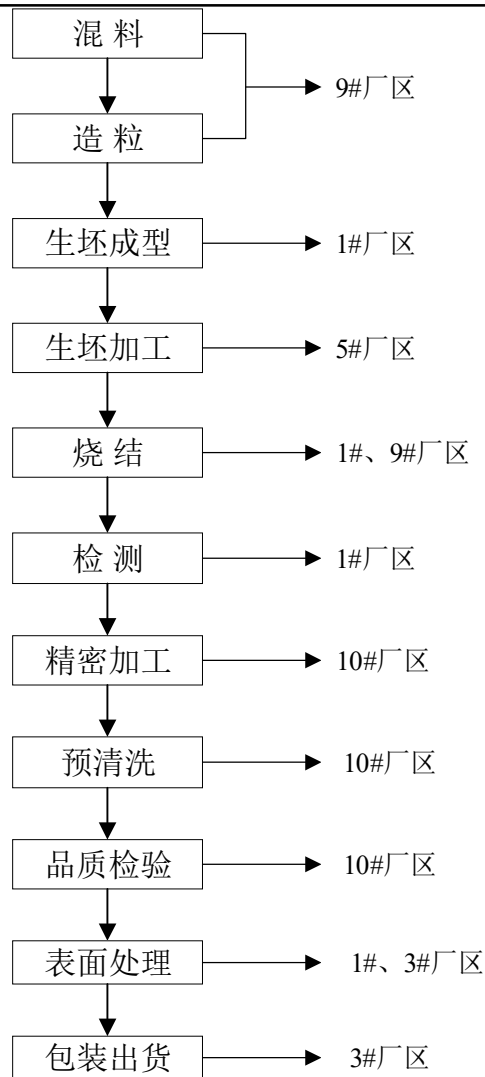 混 料
9#厂区
造 粒
生坯成型 1#厂区
生坯加工 5#厂区
烧 结 1#、9#厂区
检 测 1#厂区
精密加工 10#厂区
预清洗 10#厂区
品质检验 10#厂区
表面处理 1#、3#厂区
包装出货 3#厂区